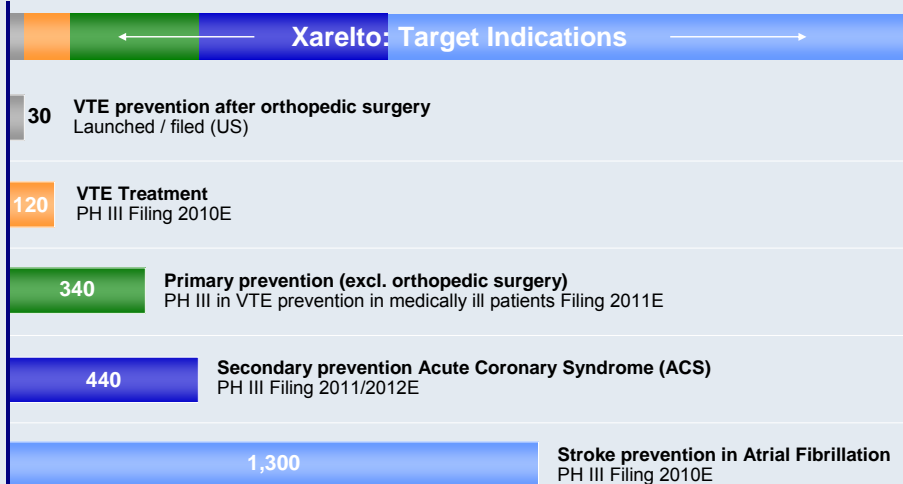 Xarelto: Target Indications
30
VTE prevention after orthopedic surgery
Launched / filed (US)
120
VTE Treatment
PH III Filing 2010E
340
Primary prevention (excl. orthopedic surgery)
PH III in VTE prevention in medically ill patients Filing 2011E
440
Secondary prevention Acute Coronary Syndrome (ACS)
PH III Filing 2011/2012E
1,300
Stroke prevention in Atrial Fibrillation
PH III Filing 2010E